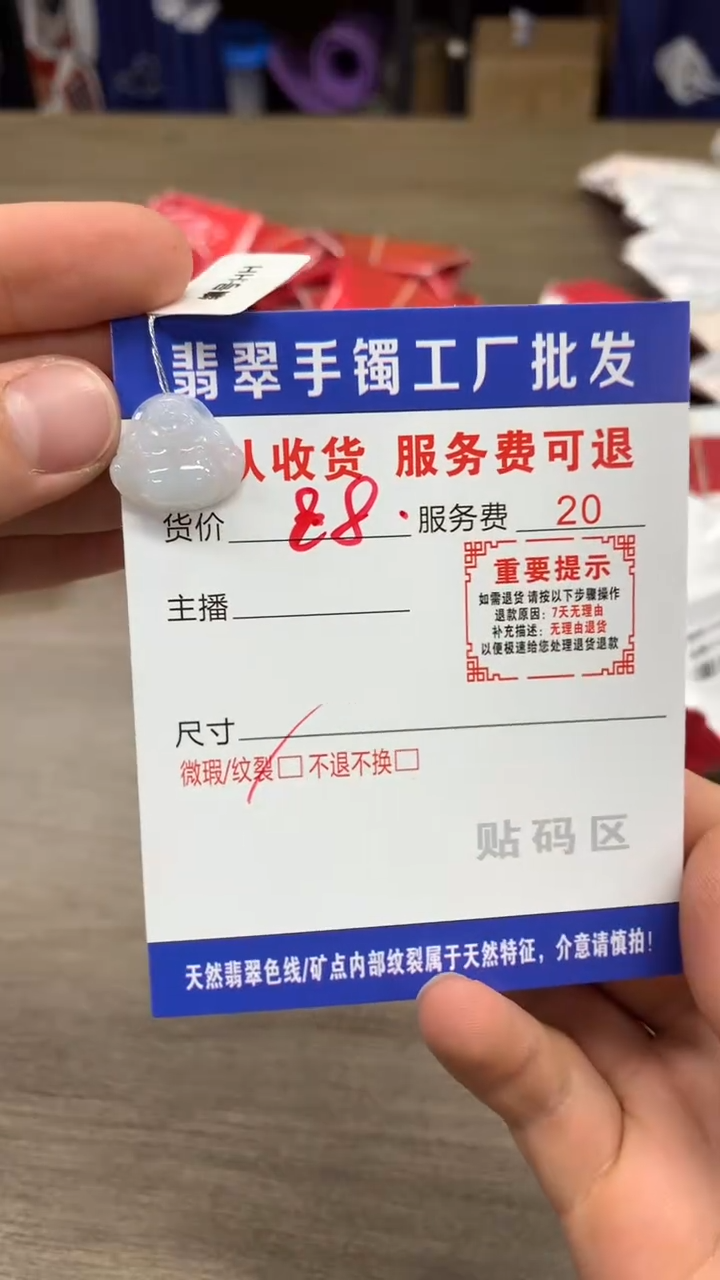 翡翠手镯工厂批发
认收货 服务费可退
货价 88. 服务费 20
重要提示
如需退货 请按以下步骤操作
退款原因：7天无理由
补充描述：无理由退货
以便极速给您处理退货退款
主播
尺寸
微瑕/纹裂□ 不退不换□
贴码区
天然翡翠色线/矿点内部纹裂属于天然特征，介意请慎拍！